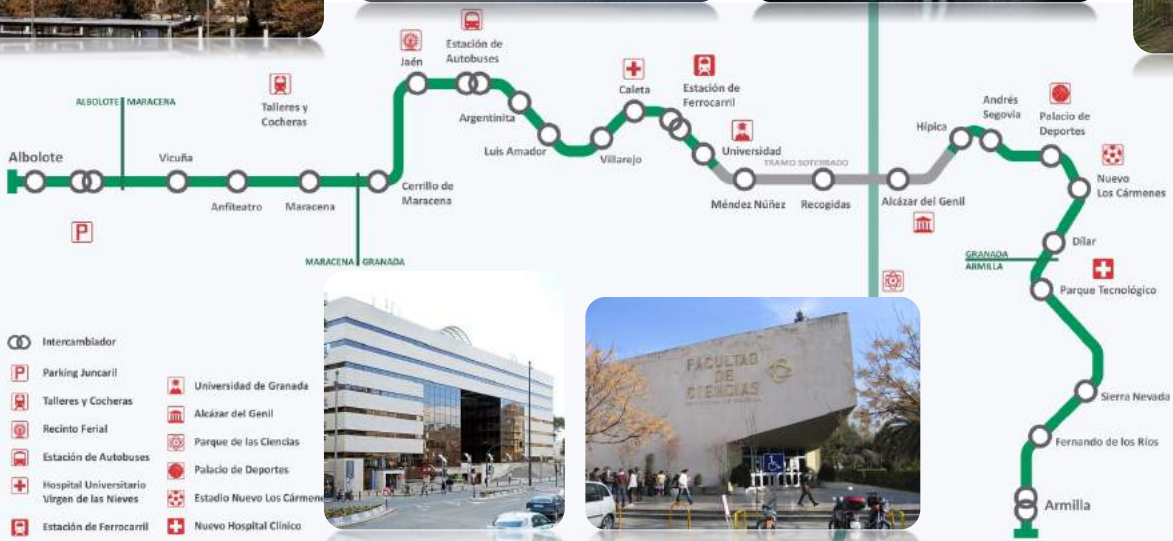 Estación de
Autobuses
Jaén
Caleta
Estación de
Ferrocarril
Andrés
Segovia
Palacio de
Deportes
ALBOLOTE MARACENA
Talleres y
Cocheras
Argentinita
Hípica
Albolote
Vicuña
Luis Amador
Villarejo
Universidad
TRAMO SOTERRADO
Nuevo
Los Cármenes
Cerrillo de
Maracena
Anfiteatro
Maracena
Méndez Núñez
Recogidas
Alcázar del Genil
P
Dílar
MARACENA GRANADA
GRANADA
ARMILLA
Parque Tecnológico
Intercambiador
P Parking Juncaril
Talleres y Cocheras
Recinto Ferial
Estación de Autobuses
Hospital Universitario
Virgen de las Nieves
Estación de Ferrocarril
Universidad de Granada
Alcázar del Genil
Parque de las Ciencias
Palacio de Deportes
Estadio Nuevo Los Cármene
Nuevo Hospital Clínico
FACULTAD
DE
CIENCIAS
Sierra Nevada
Fernando de los Ríos
Armilla